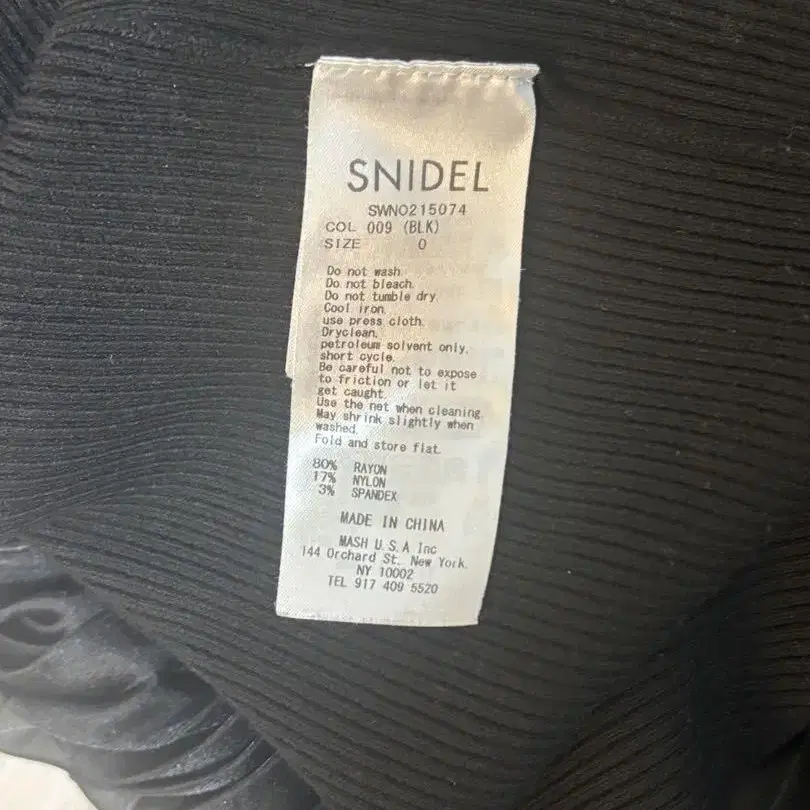 SNIDEL
SWNO215074
COL 009 (BLK)
SIZE 0
Do not wash.
Do not bleach.
Do not tumble dry.
Cool iron.
use press cloth.
Dryclean.
petroleum solvent only.
short cycle.
Be careful not to expose
to friction or let it
get caught.
Use the net when cleaning.
May shrink slightly when
washed.
Fold and store flat.
80% RAYON
17% NYLON
3% SPANDEX
MADE IN CHINA
MASH U.S.A Inc
144 Orchard St. New York.
NY 10002
TEL 917 409 5520